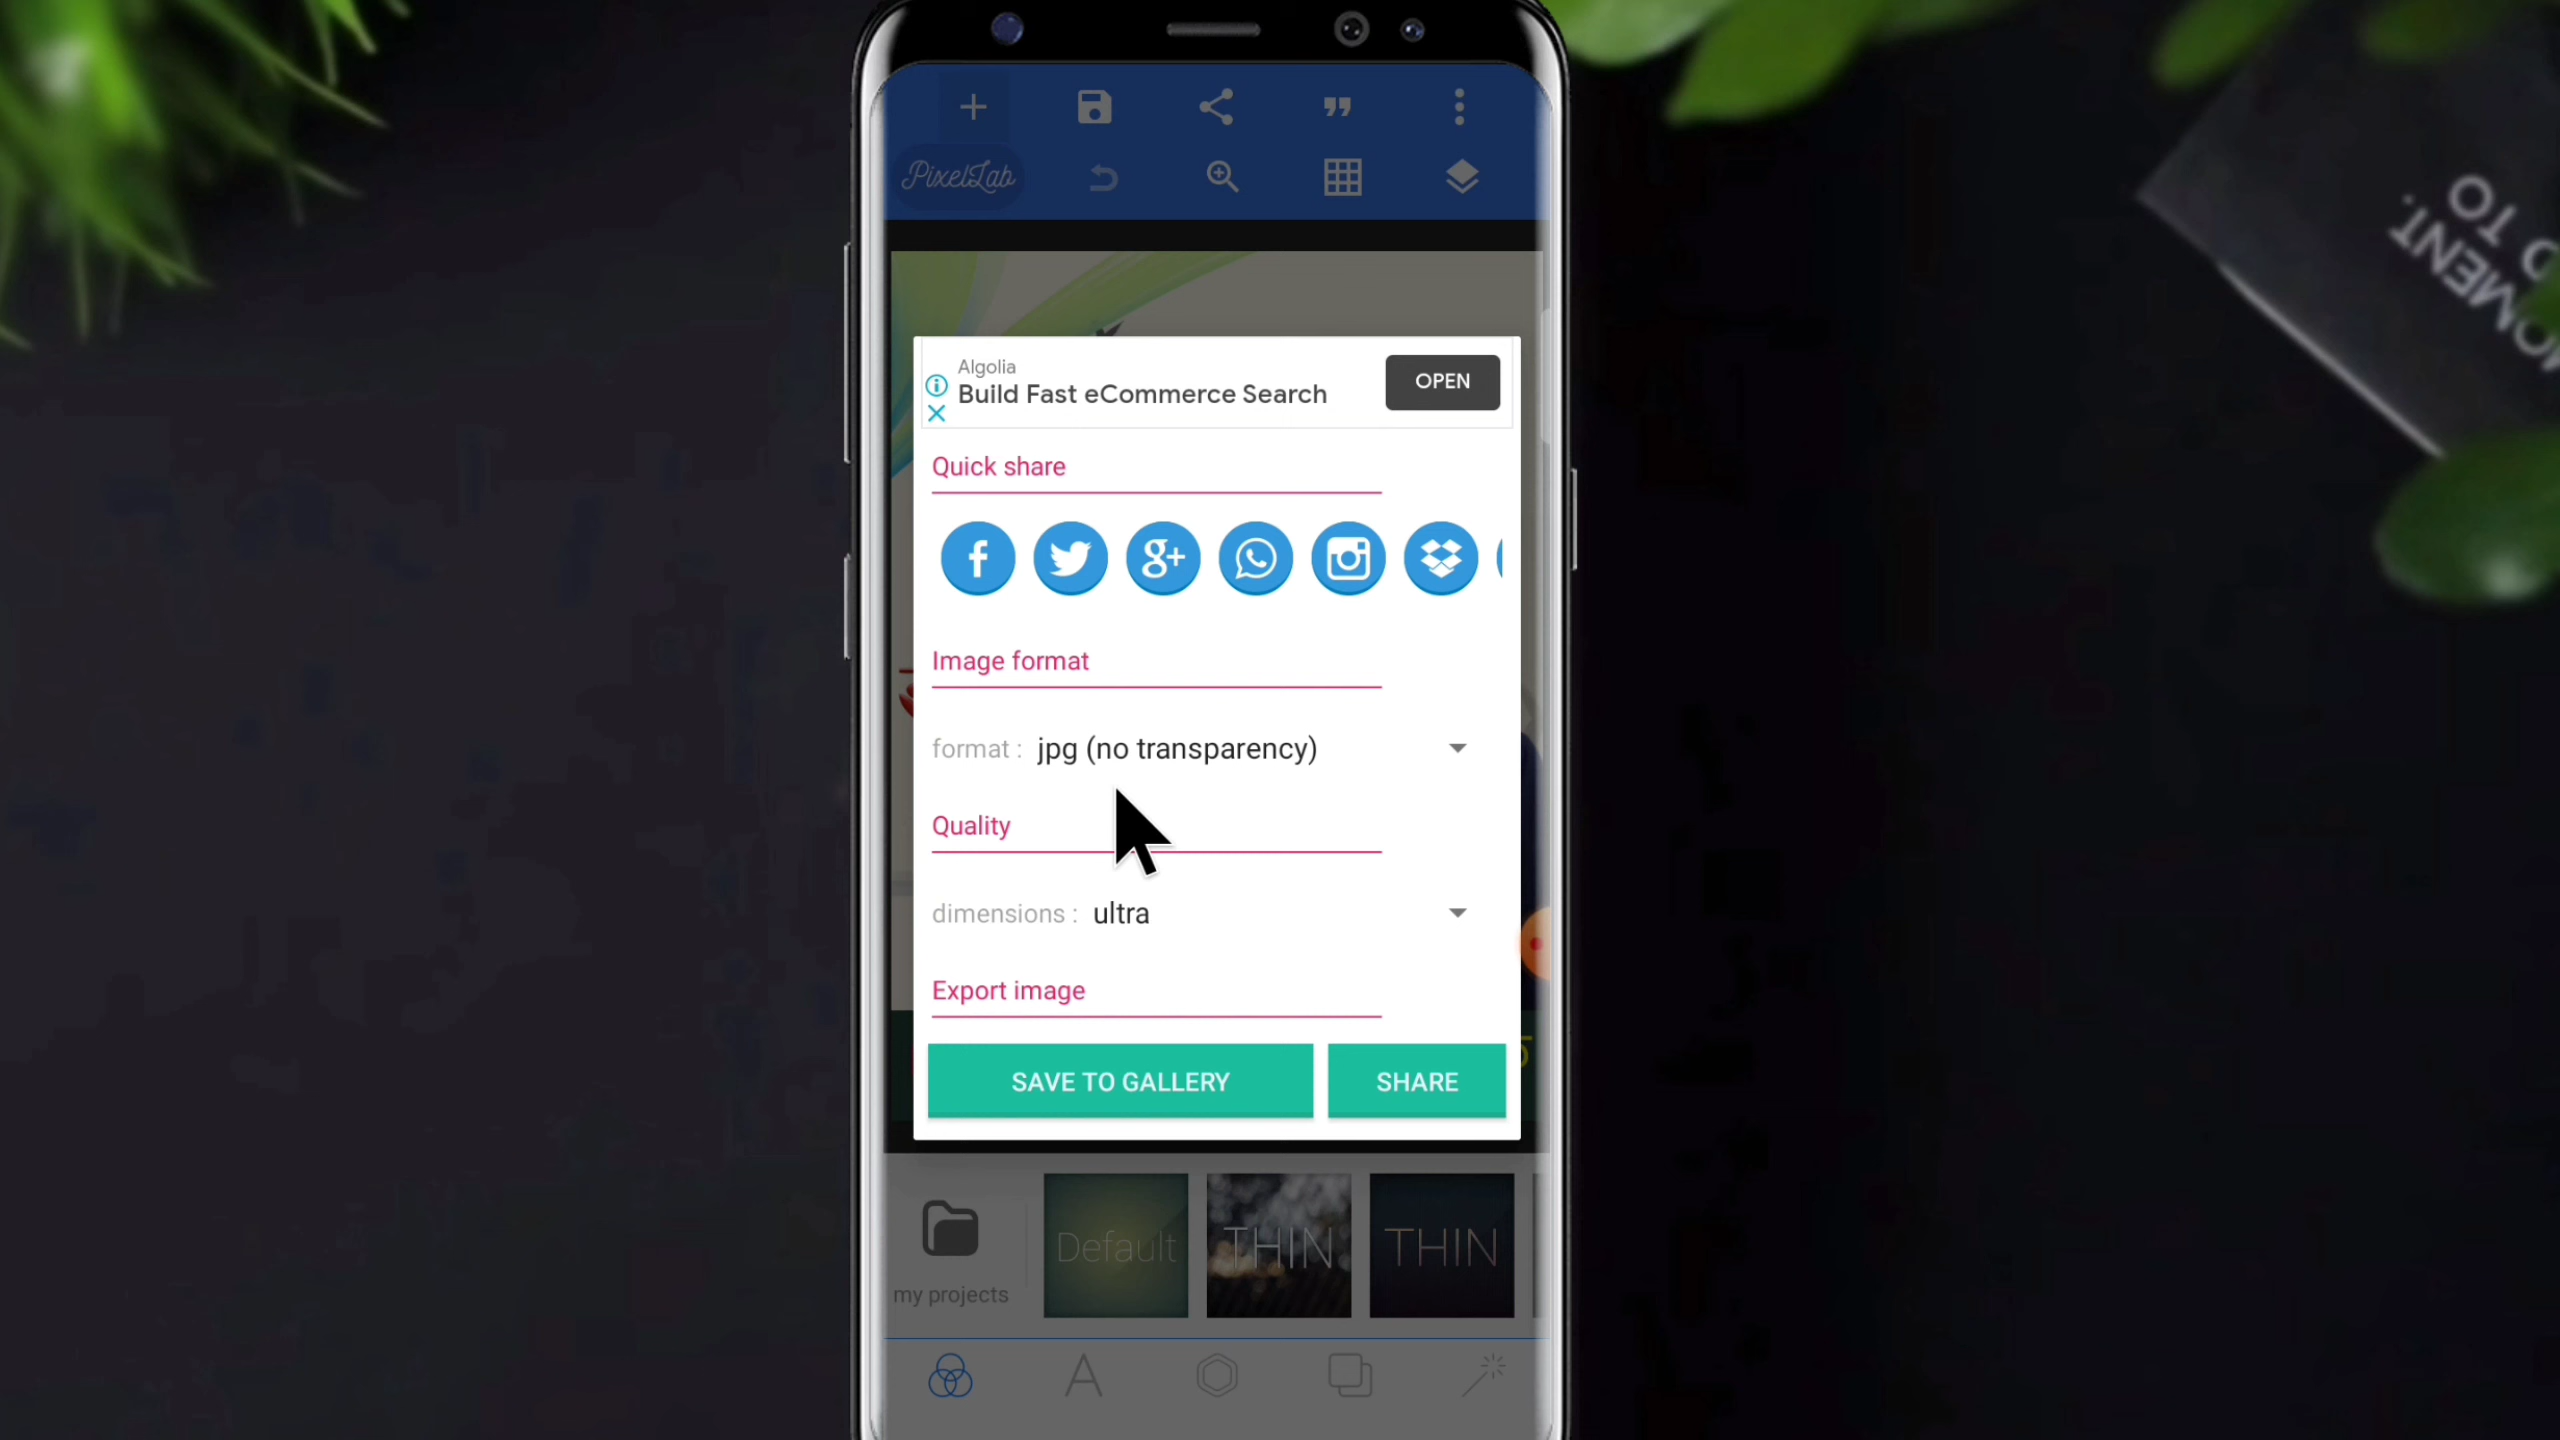 PixelLab
Algolia
Build Fast eCommerce Search
OPEN
Quick share
g+
Image format
format : jpg (no transparency)
Quality
dimensions : ultra
Export image
SAVE TO GALLERY
SHARE
my projects
Default
THIN
THIN
TO